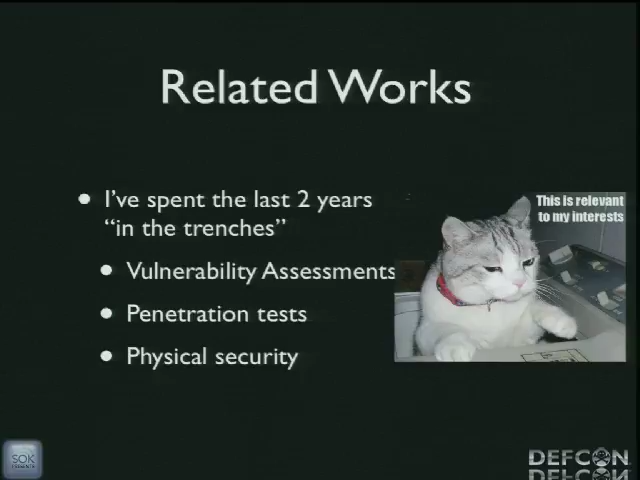 Related Works
I've spent the last 2 years
“in the trenches”
Vulnerability Assessments
Penetration tests
Physical security
This is relevant
to my interests
SOK
DEFCON